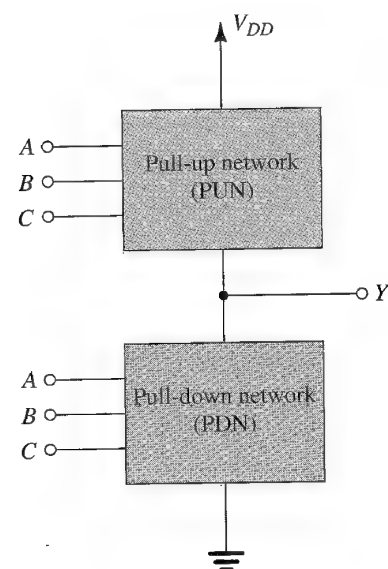 V_DD
A
B
C
Pull-up network
(PUN)
Y
A
B
C
Pull-down network
(PDN)